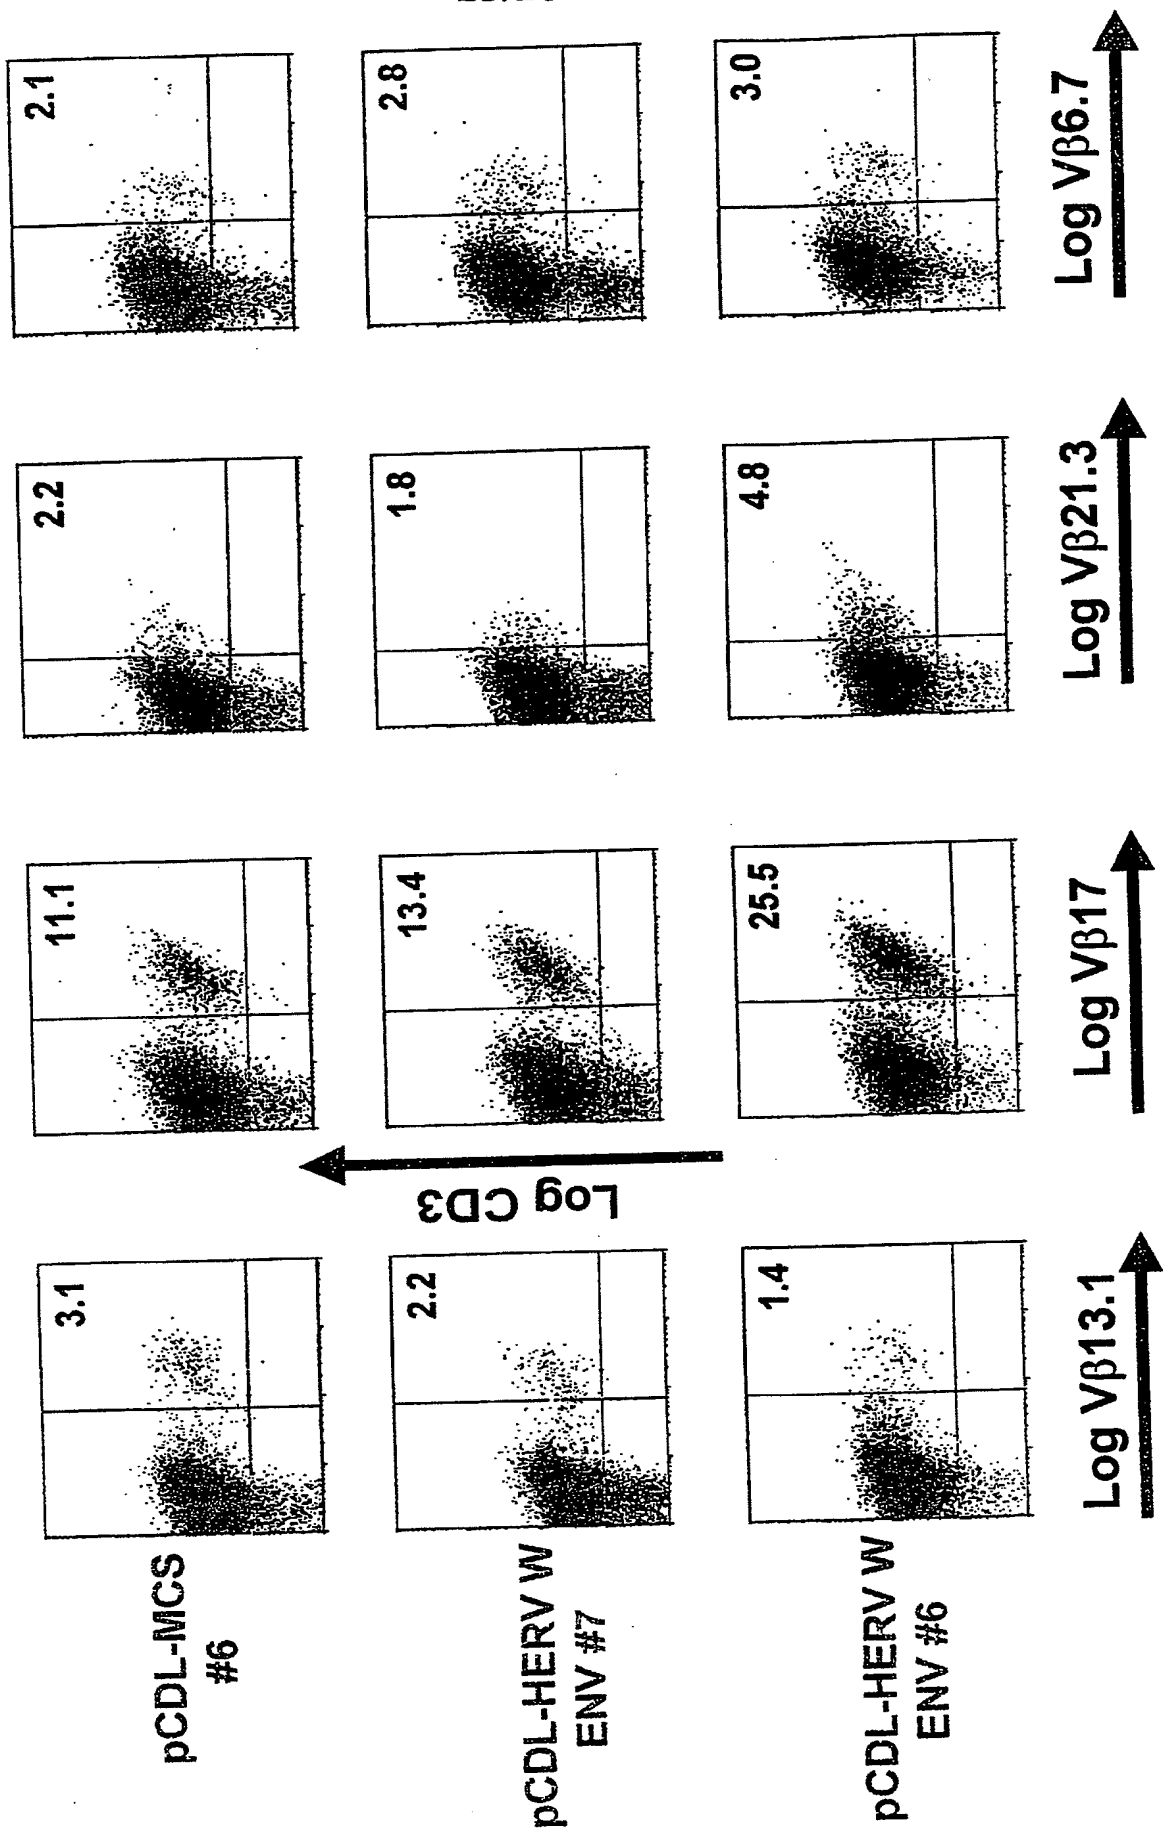 pCDL-MCS
#6
3.1
11.1
2.2
2.1
pCDL-HERV W
ENV #7
2.2
13.4
1.8
2.8
pCDL-HERV W
ENV #6
1.4
25.5
4.8
3.0
Log CD3
Log Vβ13.1
Log Vβ17
Log Vβ21.3
Log Vβ6.7